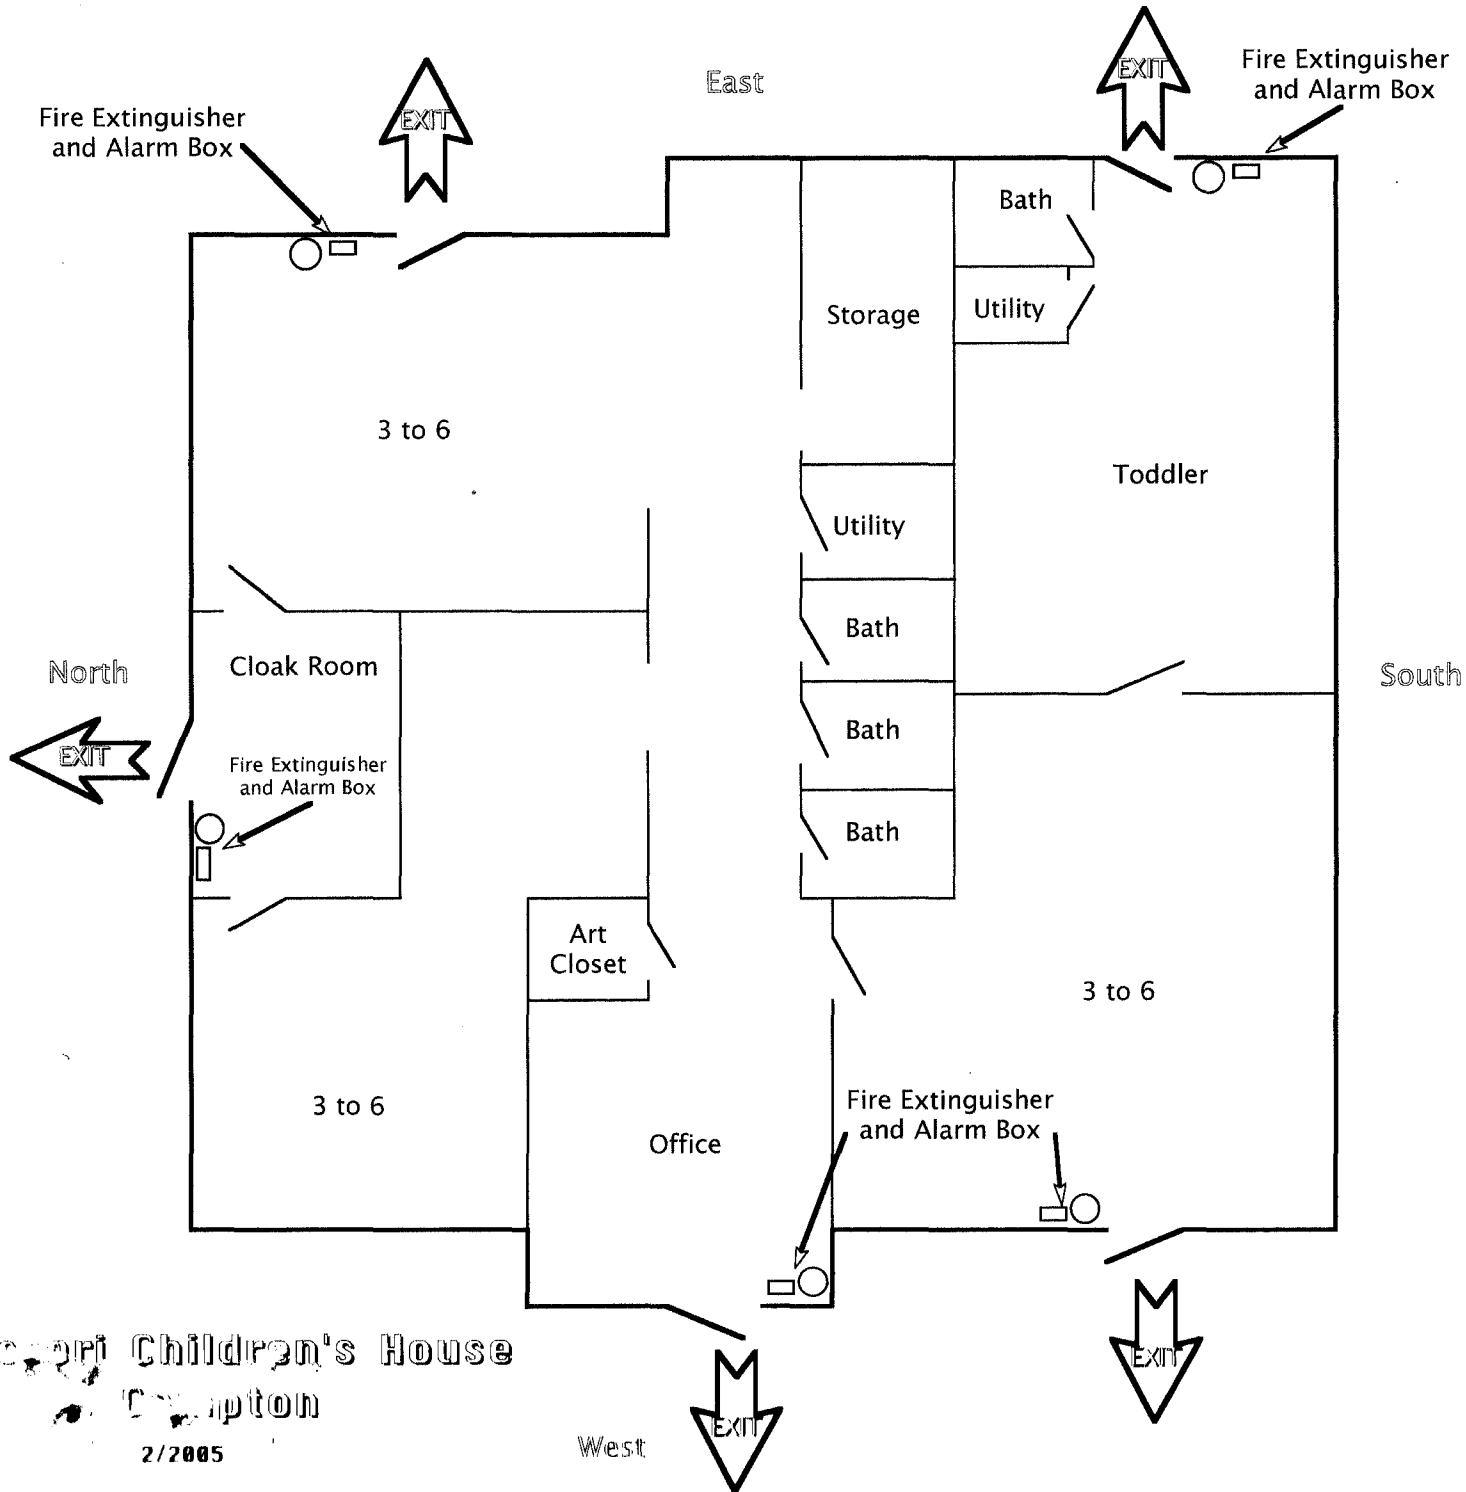 East
EXIT
Fire Extinguisher
and Alarm Box
Fire Extinguisher
and Alarm Box
EXIT
Bath
Storage
Utility
3 to 6
Toddler
Utility
Bath
Cloak Room
North
South
Bath
EXIT
Fire Extinguisher
and Alarm Box
Bath
Art
Closet
3 to 6
3 to 6
Fire Extinguisher
and Alarm Box
Office
Children's House
EXIT
2/2005
West
EXIT